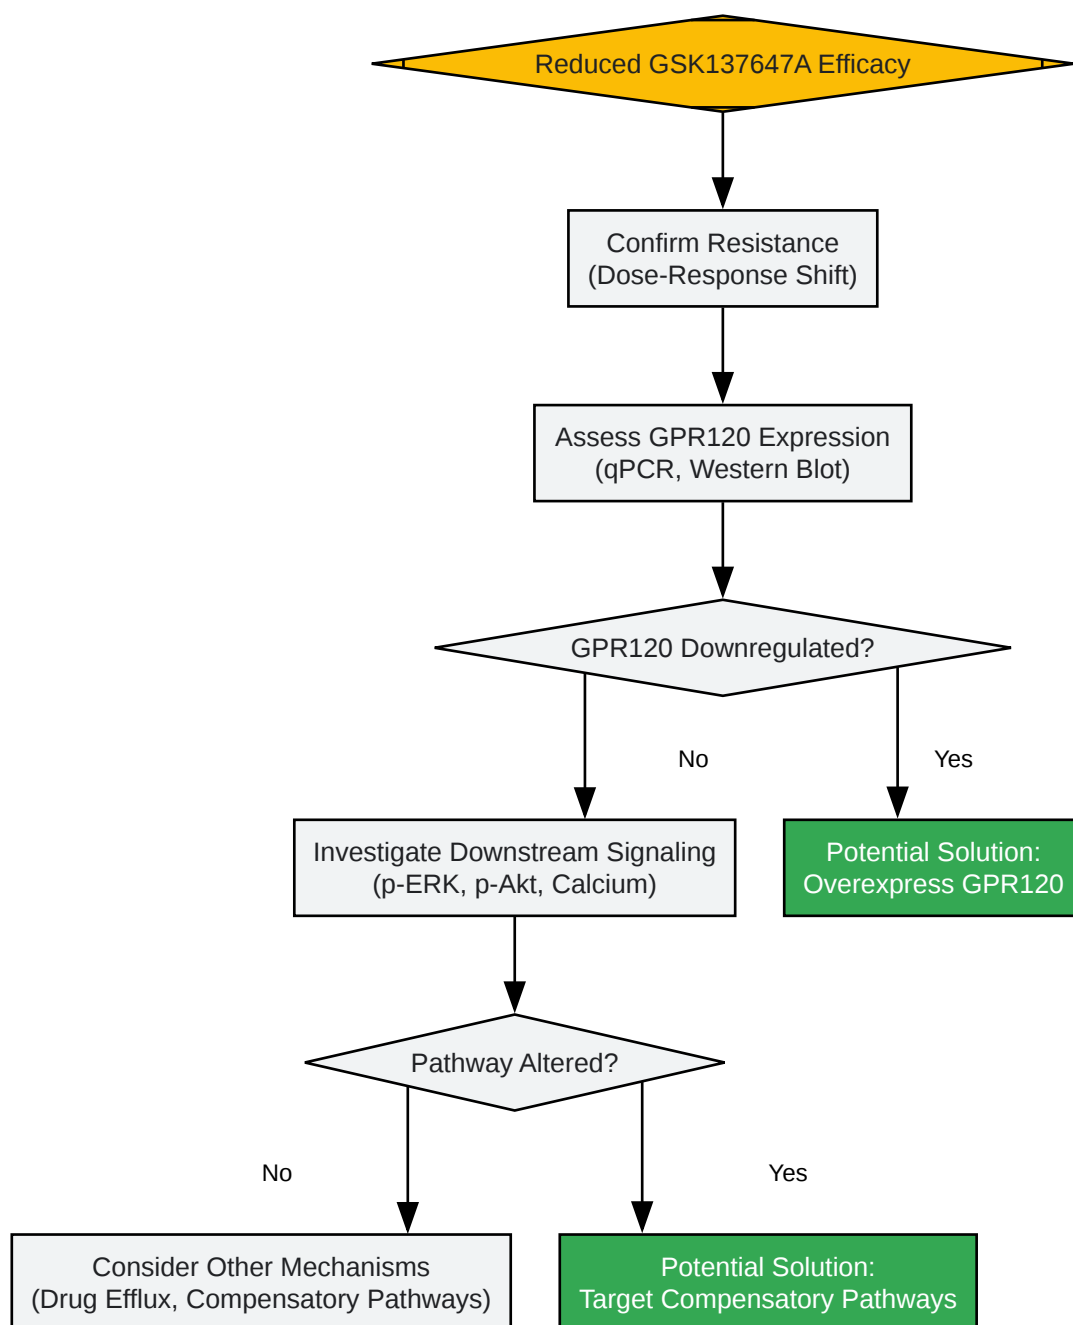 Reduced GSK137647A Efficacy
Confirm Resistance
(Dose-Response Shift)
Assess GPR120 Expression
(qPCR, Western Blot)
GPR120 Downregulated?
No
Yes
Investigate Downstream Signaling
(p-ERK, p-Akt, Calcium)
Potential Solution:
Overexpress GPR120
Pathway Altered?
No
Yes
Consider Other Mechanisms
(Drug Efflux, Compensatory Pathways)
Potential Solution:
Target Compensatory Pathways